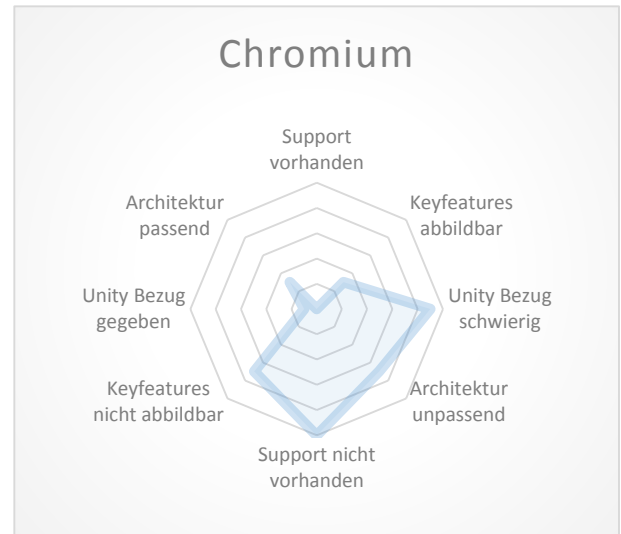 Chromium
Support
vorhanden
Keyfeatures
abbildbar
Unity Bezug
schwierig
Architektur
unpassend
Support nicht
vorhanden
Keyfeatures
nicht abbildbar
Unity Bezug
gegeben
Architektur
passend